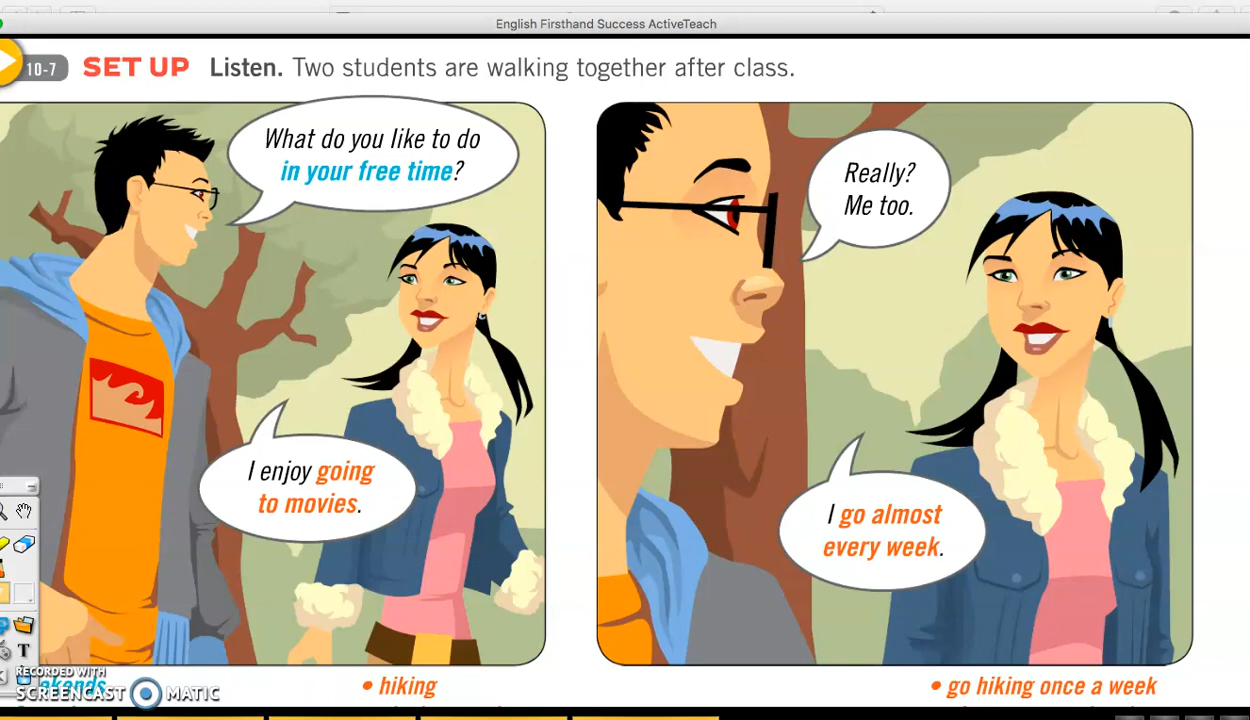 English Firsthand Success ActiveTeach
10-7 SET UP Listen. Two students are walking together after class.
What do you like to do
in your free time?
I enjoy going
to movies.
Really?
Me too.
I go almost
every week.
T
RECORDED WITH
SCREENCAST MATIC
• hiking
• go hiking once a week